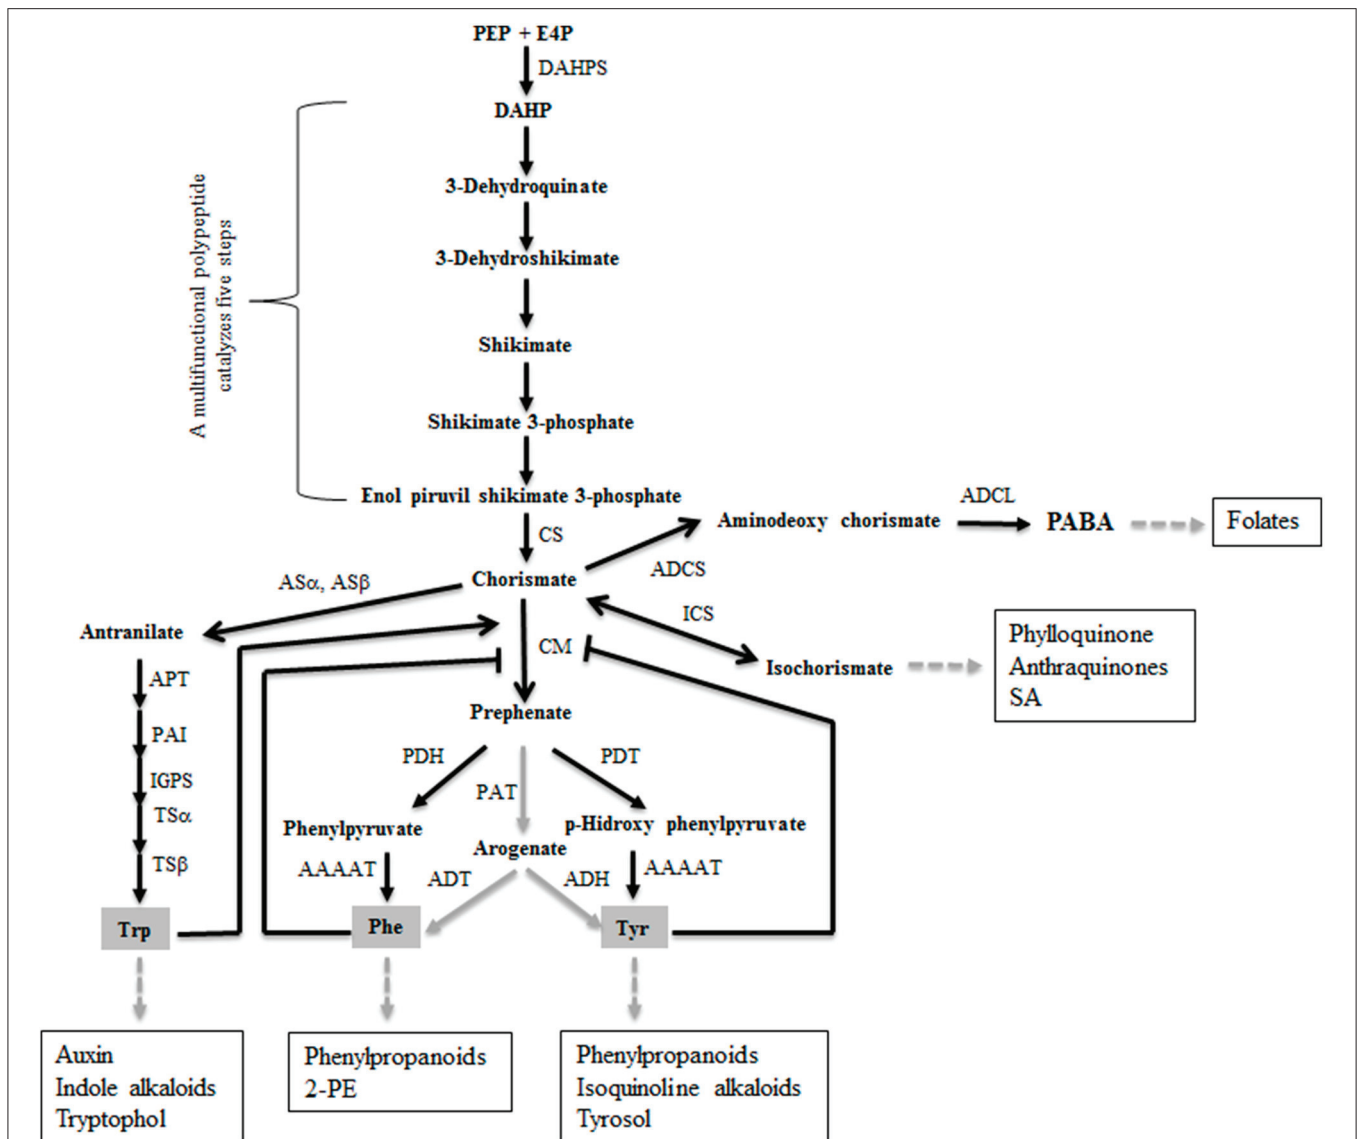 PEP + E4P
DAHPS
DAHP
3-Dehydroquinate
3-Dehydroshikimate
Shikimate
Shikimate 3-phosphate
Enol piruvil shikimate 3-phosphate
A multifunctional polypeptide
catalyzes five steps
CS
Chorismate
ADCS
Aminodeoxy chorismate
ADCL
PABA
Folates
ICS
Isochorismate
Phylloquinone
Anthraquinones
SA
ASα, ASβ
Antranilate
APT
PAI
IGPS
TSα
TSβ
Trp
CM
Prephenate
PDH
PAT
PDT
Phenylpyruvate
Arogenate
p-Hidroxy phenylpyruvate
AAAAT
ADT
ADH
AAAAT
Phe
Tyr
Auxin
Indole alkaloids
Tryptophol
Phenylpropanoids
2-PE
Phenylpropanoids
Isoquinoline alkaloids
Tyrosol